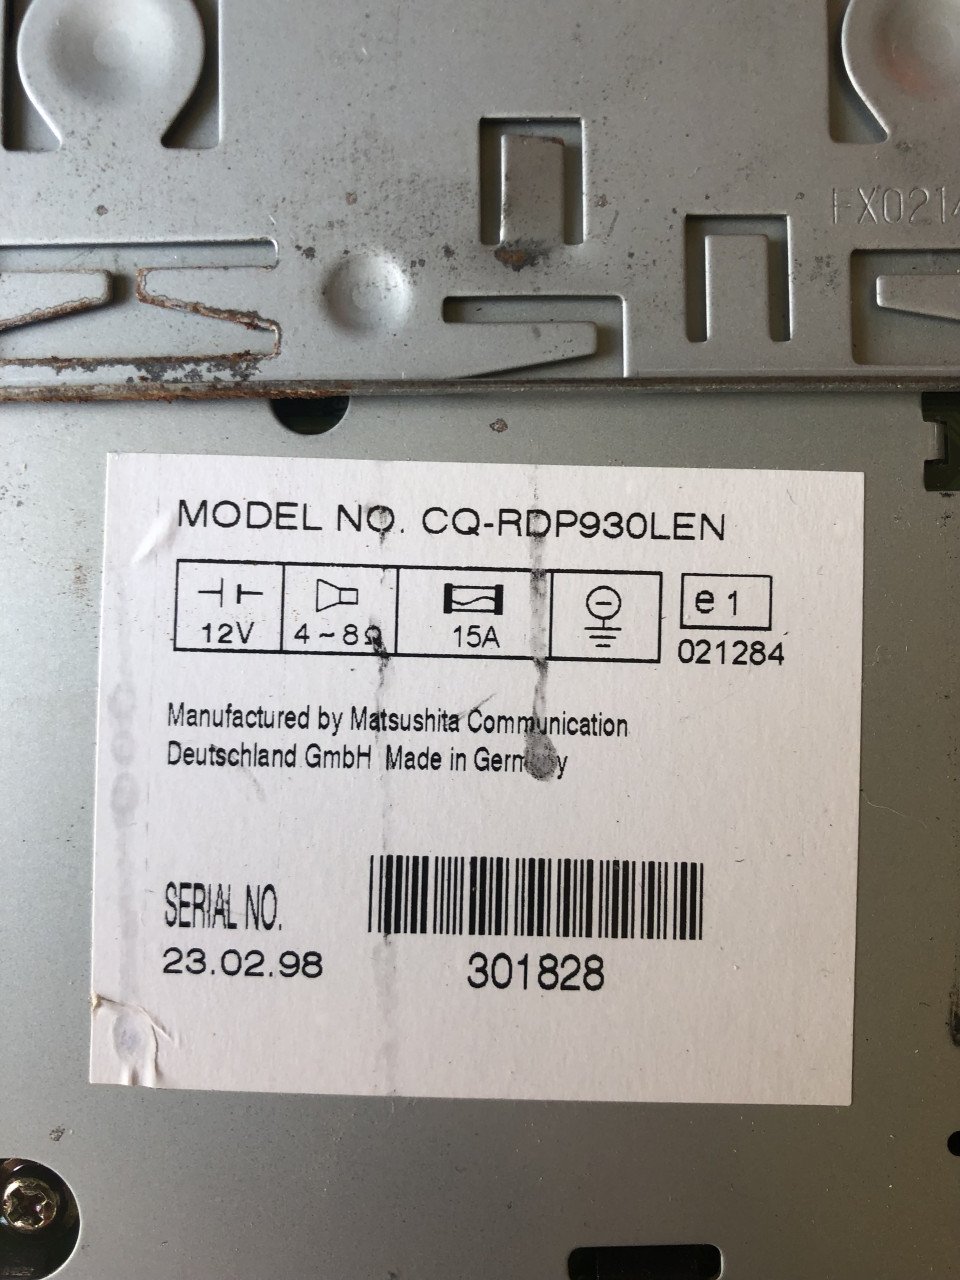 FX0214
MODEL NO. CQ-RDP930LEN
12V
4~8Ω
15A
e1
021284
Manufactured by Matsushita Communication
Deutschland GmbH Made in Germany
SERIAL NO.
23.02.98
301828